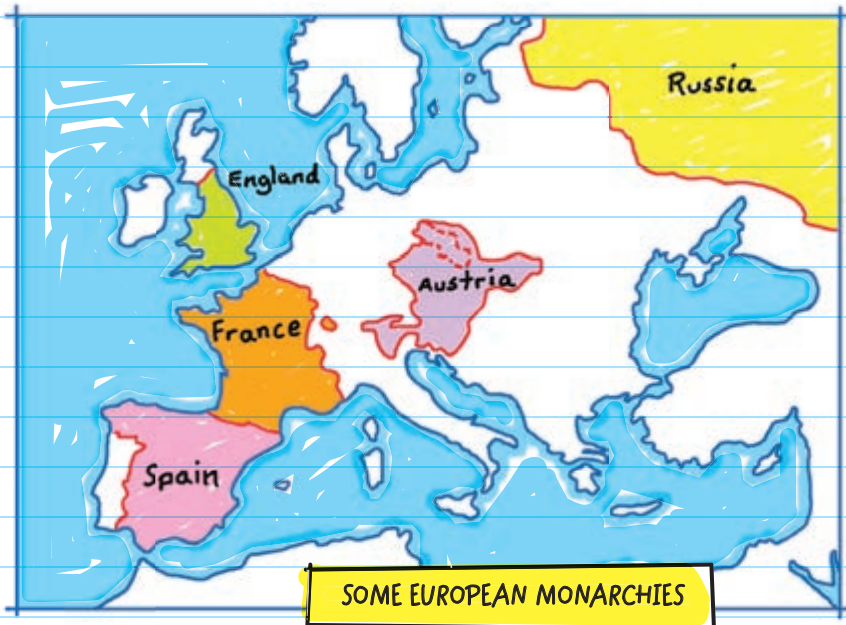 Russia
England
Austria
France
Spain
SOME EUROPEAN MONARCHIES